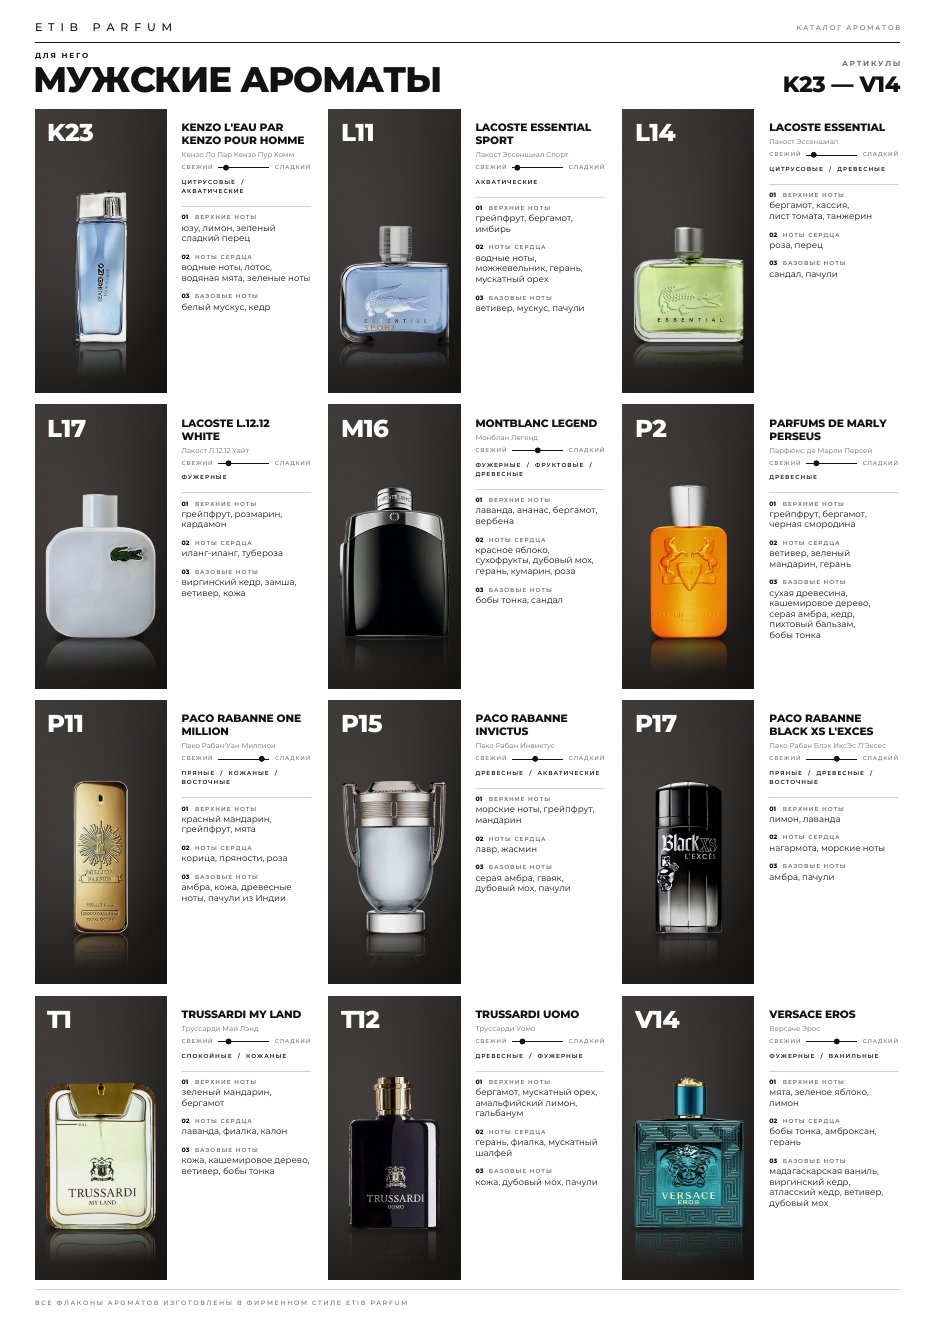 ETIB PARFUM
КАТАЛОГ АРОМАТОВ
ДЛЯ НЕГО
МУЖСКИЕ АРОМАТЫ
АРТИКУЛЫ
K23 — V14
K23
KENZO L'EAU PAR
KENZO POUR HOMME
Кензо Ло Пар Кензо Пур Хомм
СВЕЖИЙ СЛАДКИЙ
ЦИТРУСОВЫЕ /
АКВАТИЧЕСКИЕ
01 ВЕРХНИЕ НОТЫ
юзу, лимон, зеленый
сладкий перец
02 НОТЫ СЕРДЦА
водные ноты, лотос,
водяная мята, зеленые ноты
03 БАЗОВЫЕ НОТЫ
белый мускус, кедр
L11
ESSENTIAL
SPORT
LACOSTE ESSENTIAL
SPORT
Лакост Эссеншиал Спорт
СВЕЖИЙ СЛАДКИЙ
АКВАТИЧЕСКИЕ
01 ВЕРХНИЕ НОТЫ
грейпфрут, бергамот,
имбирь
02 НОТЫ СЕРДЦА
водные ноты,
можжевельник, герань,
мускатный орех
03 БАЗОВЫЕ НОТЫ
ветивер, мускус, пачули
L14
ESSENTIAL
LACOSTE ESSENTIAL
Лакост Эссеншиал
СВЕЖИЙ СЛАДКИЙ
ЦИТРУСОВЫЕ / ДРЕВЕСНЫЕ
01 ВЕРХНИЕ НОТЫ
бергамот, кассия,
лист томата, танжерин
02 НОТЫ СЕРДЦА
роза, перец
03 БАЗОВЫЕ НОТЫ
сандал, пачули
L17
LACOSTE L.12.12
WHITE
Лакост Л.12.12 Уайт
СВЕЖИЙ СЛАДКИЙ
ФУЖЕРНЫЕ
01 ВЕРХНИЕ НОТЫ
грейпфрут, розмарин,
кардамон
02 НОТЫ СЕРДЦА
иланг-иланг, тубероза
03 БАЗОВЫЕ НОТЫ
виргинский кедр, замша,
ветивер, кожа
M16
MONTBLANC LEGEND
Монблан Легенд
СВЕЖИЙ СЛАДКИЙ
ФУЖЕРНЫЕ / ФРУКТОВЫЕ /
ДРЕВЕСНЫЕ
01 ВЕРХНИЕ НОТЫ
лаванда, ананас, бергамот,
вербена
02 НОТЫ СЕРДЦА
красное яблоко,
сухофрукты, дубовый мох,
герань, кумарин, роза
03 БАЗОВЫЕ НОТЫ
бобы тонка, сандал
P2
PARFUMS DE MARLY
PERSEUS
Парфюмс де Марли Персей
СВЕЖИЙ СЛАДКИЙ
ДРЕВЕСНЫЕ
01 ВЕРХНИЕ НОТЫ
грейпфрут, бергамот,
черная смородина
02 НОТЫ СЕРДЦА
ветивер, зеленый
мандарин, герань
03 БАЗОВЫЕ НОТЫ
сухая древесина,
кашемировое дерево,
серая амбра, кедр,
пихтовый бальзам,
бобы тонка
P11
PACO RABANNE ONE
MILLION
Пако Рабан Уан Миллион
СВЕЖИЙ СЛАДКИЙ
ПРЯНЫЕ / КОЖАНЫЕ /
ВОСТОЧНЫЕ
01 ВЕРХНИЕ НОТЫ
красный мандарин,
грейпфрут, мята
02 НОТЫ СЕРДЦА
корица, пряности, роза
03 БАЗОВЫЕ НОТЫ
амбра, кожа, древесные
ноты, пачули из Индии
P15
PACO RABANNE
INVICTUS
Пако Рабан Инвиктус
СВЕЖИЙ СЛАДКИЙ
ДРЕВЕСНЫЕ / АКВАТИЧЕСКИЕ
01 ВЕРХНИЕ НОТЫ
морские ноты, грейпфрут,
мандарин
02 НОТЫ СЕРДЦА
лавр, жасмин
03 БАЗОВЫЕ НОТЫ
серая амбра, гваяк,
дубовый мох, пачули
P17
Blackxs
L'EXCÈS
PACO RABANNE
BLACK XS L'EXCES
Пако Рабан Блэк ИксЭс Л'Эксес
СВЕЖИЙ СЛАДКИЙ
ПРЯНЫЕ / ДРЕВЕСНЫЕ /
ВОСТОЧНЫЕ
01 ВЕРХНИЕ НОТЫ
лимон, лаванда
02 НОТЫ СЕРДЦА
нагармота, морские ноты
03 БАЗОВЫЕ НОТЫ
амбра, пачули
T1
TRUSSARDI
MY LAND
TRUSSARDI MY LAND
Труссарди Май Лэнд
СВЕЖИЙ СЛАДКИЙ
СПОКОЙНЫЕ / КОЖАНЫЕ
01 ВЕРХНИЕ НОТЫ
зеленый мандарин,
бергамот
02 НОТЫ СЕРДЦА
лаванда, фиалка, калон
03 БАЗОВЫЕ НОТЫ
кожа, кашемировое дерево,
ветивер, бобы тонка
T12
TRUSSARDI
UOMO
TRUSSARDI UOMO
Труссарди Уомо
СВЕЖИЙ СЛАДКИЙ
ДРЕВЕСНЫЕ / ФУЖЕРНЫЕ
01 ВЕРХНИЕ НОТЫ
бергамот, мускатный орех,
амальфийский лимон,
гальбанум
02 НОТЫ СЕРДЦА
герань, фиалка, мускатный
шалфей
03 БАЗОВЫЕ НОТЫ
кожа, дубовый мох, пачули
V14
VERSACE
EROS
VERSACE EROS
Версаче Эрос
СВЕЖИЙ СЛАДКИЙ
ФУЖЕРНЫЕ / ВАНИЛЬНЫЕ
01 ВЕРХНИЕ НОТЫ
мята, зеленое яблоко,
лимон
02 НОТЫ СЕРДЦА
бобы тонка, амброксан,
герань
03 БАЗОВЫЕ НОТЫ
мадагаскарская ваниль,
виргинский кедр,
атласский кедр, ветивер,
дубовый мох
ВСЕ ФЛАКОНЫ АРОМАТОВ ИЗГОТОВЛЕНЫ В ФИРМЕННОМ СТИЛЕ ETIB PARFUM